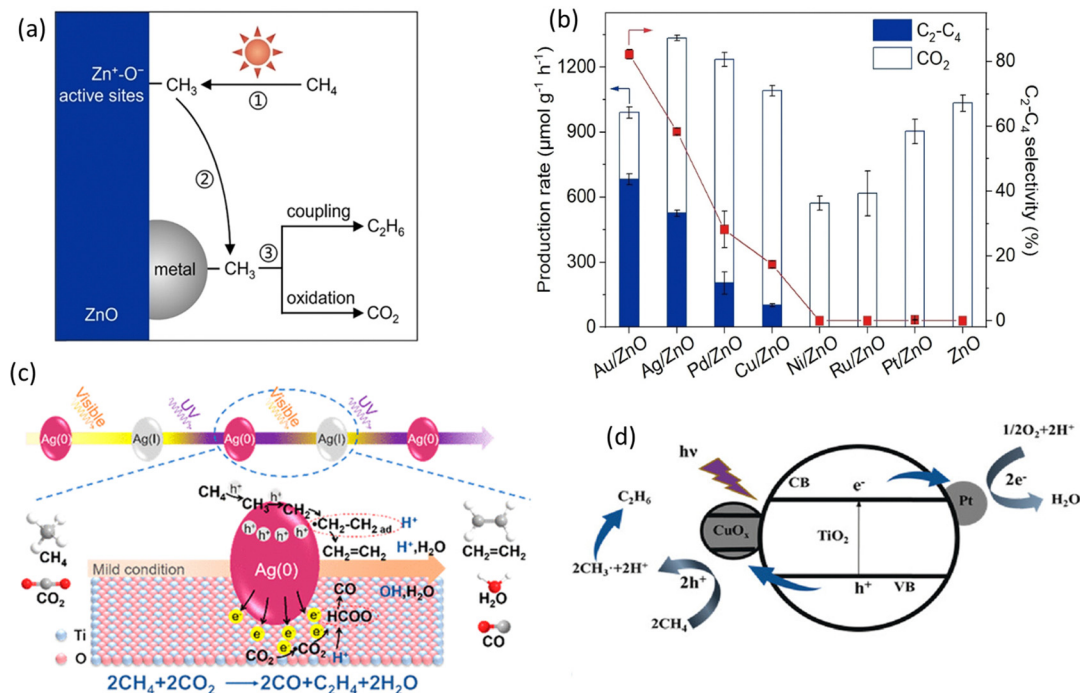 (a)
Zn⁺-O⁻
active sites
CH₃
①
CH₄
②
metal
CH₃
③
coupling
C₂H₆
oxidation
CO₂
ZnO
(b)
C₂-C₄
CO₂
Production rate (μmol g⁻¹ h⁻¹)
1200
900
600
300
0
C₂-C₄ selectivity (%)
80
60
40
20
0
Au/ZnO
Ag/ZnO
Pd/ZnO
Cu/ZnO
Ni/ZnO
Ru/ZnO
Pt/ZnO
ZnO
(c)
Visible
UV
Visible
UV
Ag(0)
Ag(I)
Ag(0)
Ag(I)
Ag(0)
CH₄
h⁺
CH₃
h⁺
CH₂
•CH₂-CH₂ ad
H⁺
h⁺ h⁺ h⁺ h⁺
CH₂=CH₂
H⁺,H₂O
CH₄
CH₂=CH₂
Mild condition
Ag(0)
CO
OH,H₂O
CO₂
H₂O
e⁻
e
e
e
e
e⁻
HCOO⁻
CO₂
•CO₂⁻
H⁺
CO
Ti
O
2CH₄+2CO₂ → 2CO+C₂H₄+2H₂O
(d)
hν
CB
e⁻
1/2O₂+2H⁺
2e⁻
H₂O
Pt
C₂H₆
CuOₓ
TiO₂
2CH₃·+2H⁺
2h⁺
h⁺
VB
2CH₄